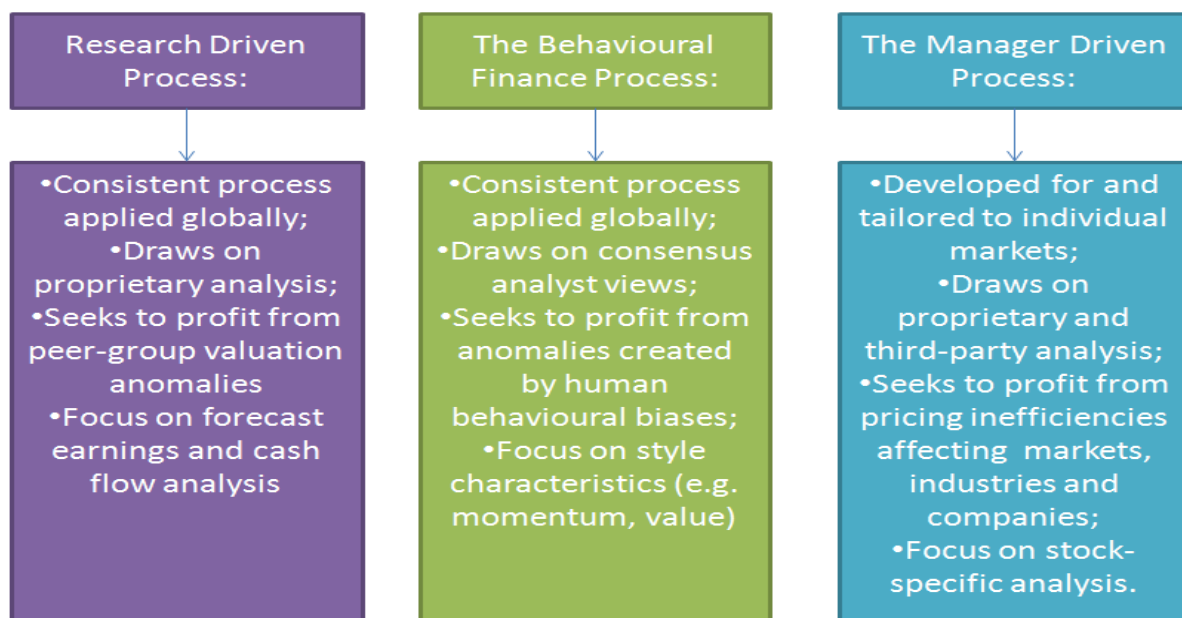 Research Driven
Process:
•Consistent process
applied globally;
•Draws on
proprietary analysis;
•Seeks to profit from
peer-group valuation
anomalies
•Focus on forecast
earnings and cash
flow analysis
The Behavioural
Finance Process:
•Consistent process
applied globally;
•Draws on consensus
analyst views;
•Seeks to profit from
anomalies created
by human
behavioural biases;
•Focus on style
characteristics (e.g.
momentum, value)
The Manager Driven
Process:
•Developed for and
tailored to individual
markets;
•Draws on
proprietary and
third-party analysis;
•Seeks to profit from
pricing inefficiencies
affecting  markets,
industries and
companies;
•Focus on stock-
specific analysis.